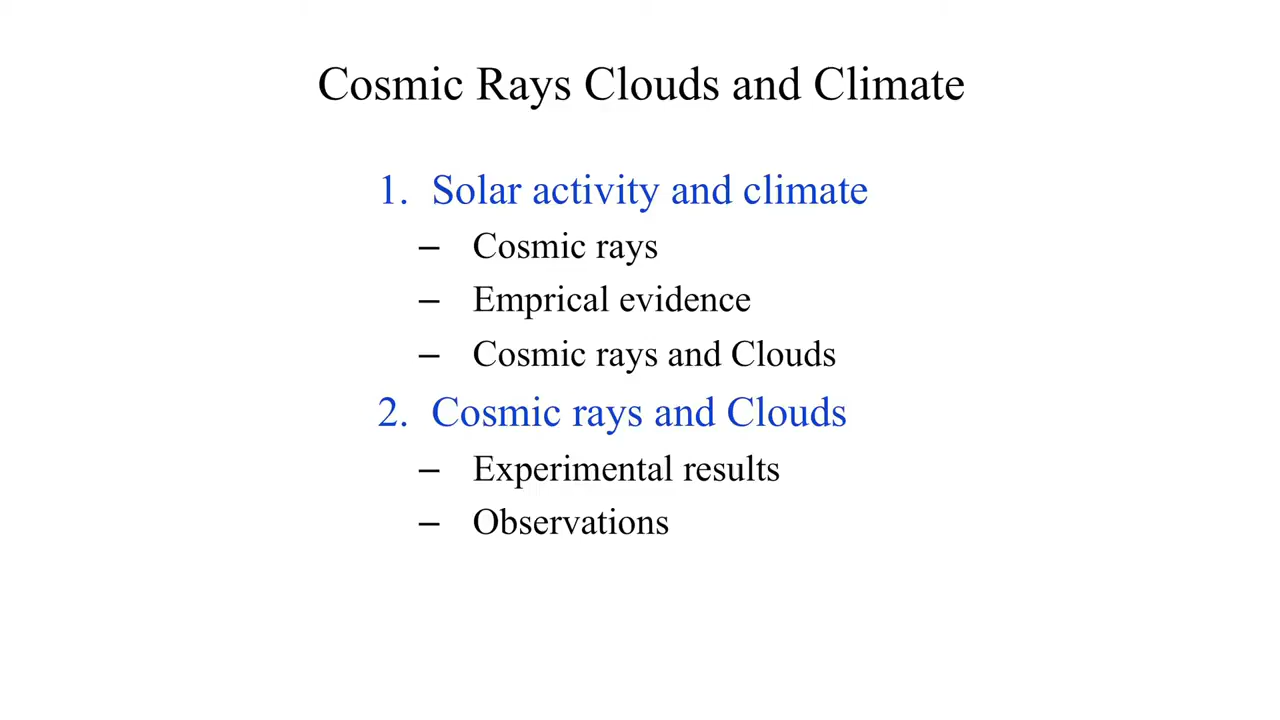 Cosmic Rays Clouds and Climate
1. Solar activity and climate
– Cosmic rays
– Emprical evidence
– Cosmic rays and Clouds
2. Cosmic rays and Clouds
– Experimental results
– Observations